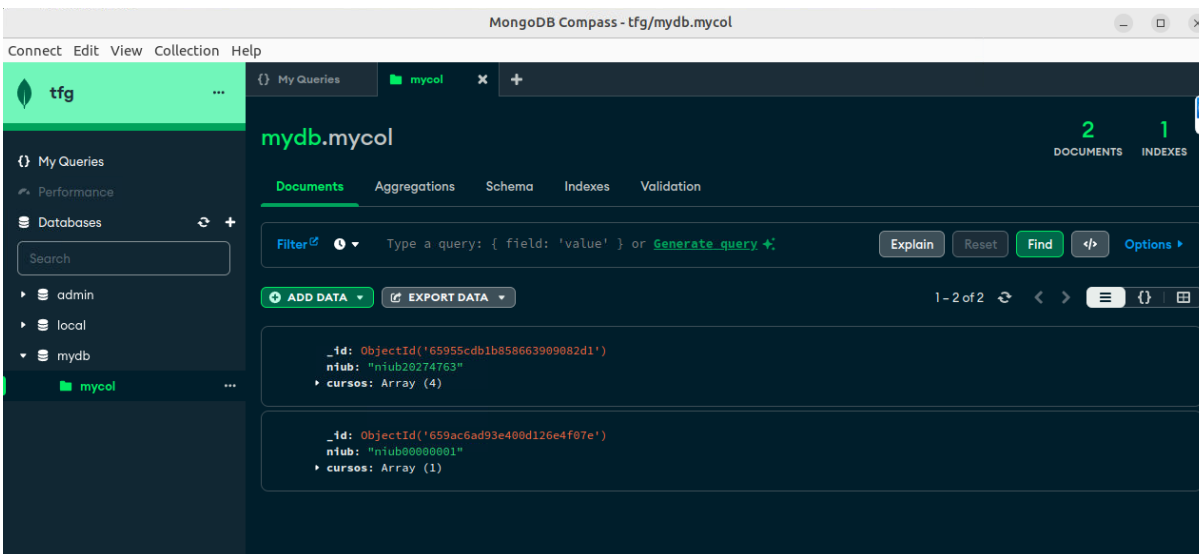 MongoDB Compass - tfg/mydb.mycol
Connect Edit View Collection Help
tfg
{} My Queries
Performance
Databases
Search
admin
local
mydb
mycol
{} My Queries
mycol
mydb.mycol
2
DOCUMENTS
1
INDEXES
Documents Aggregations Schema Indexes Validation
Filter Type a query: { field: 'value' } or Generate query Explain Reset Find </> Options
ADD DATA EXPORT DATA 1 – 2 of 2 {}
_id: ObjectId('65955cdb1b858663909082d1')
niub: "niub20274763"
cursos: Array (4)
_id: ObjectId('659ac6ad93e400d126e4f07e')
niub: "niub00000001"
cursos: Array (1)